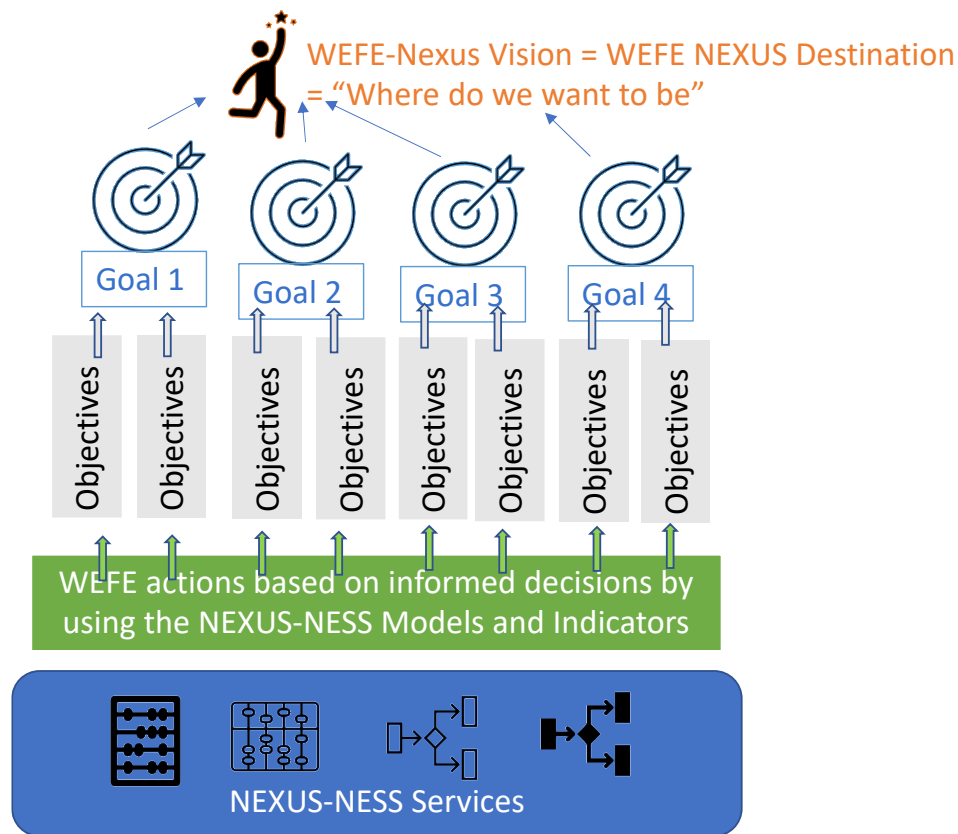 WEFE-Nexus Vision = WEFE NEXUS Destination
= “Where do we want to be”
Goal 1
Goal 2
Goal 3
Goal 4
Objectives
Objectives
Objectives
Objectives
Objectives
Objectives
Objectives
Objectives
WEFE actions based on informed decisions by
using the NEXUS-NESS Models and Indicators
NEXUS-NESS Services